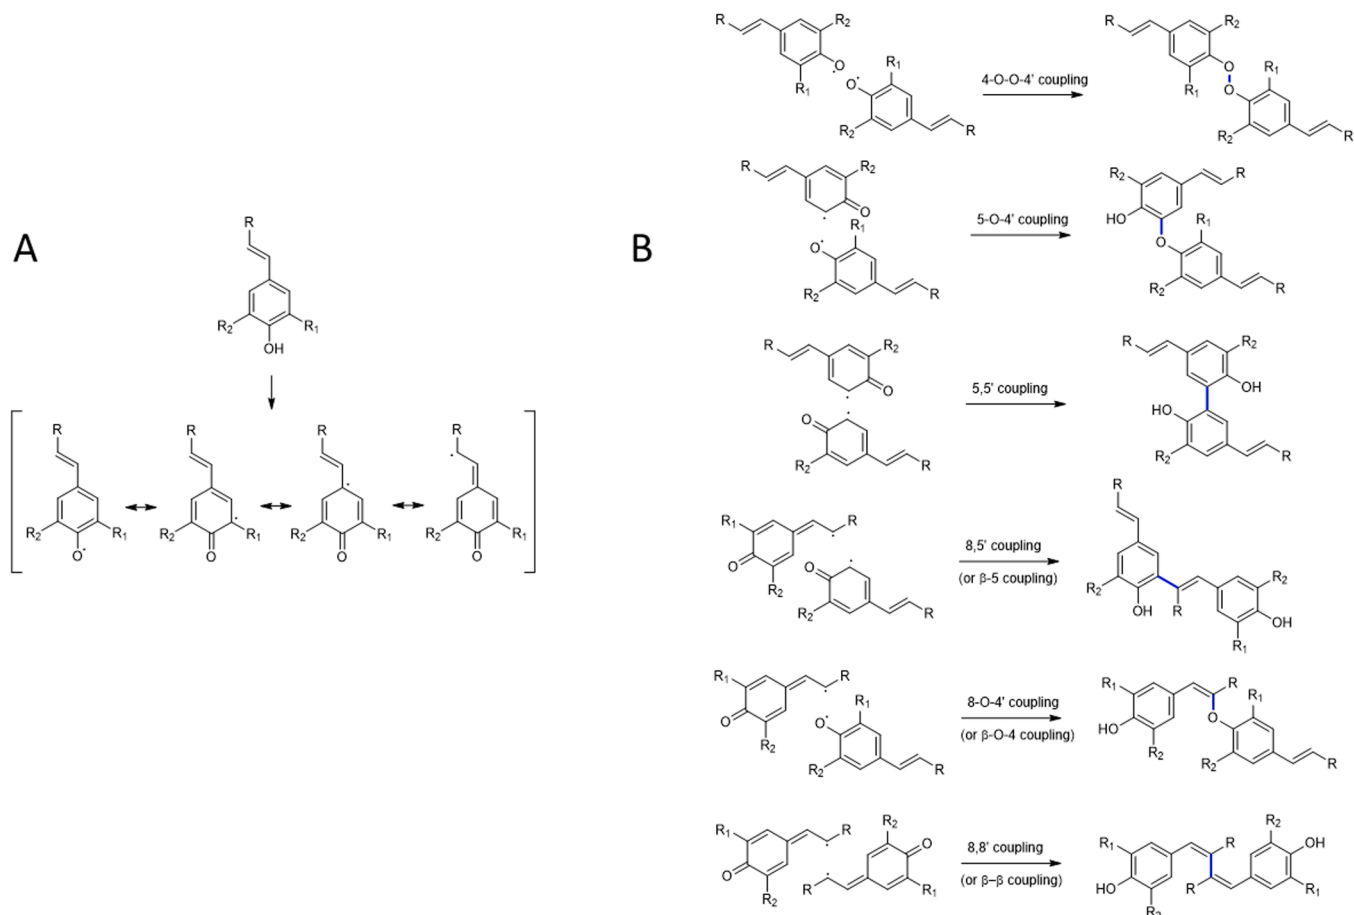 A
R
R2
R1
OH
R
R2
R1
O·
R
R2
R1
O
R
R2
R1
O
R
R2
R1
O
B
R
R2
O·
R1
O·
R1
R2
R
4-O-O-4' coupling
R
R2
O
R1
O
R1
R2
R
R
R2
O
R1
O·
R2
R
5-O-4' coupling
R2
R
HO
R1
O
R2
R
R
R2
O
O
R2
R
5,5' coupling
R
R2
OH
HO
R2
R
R1
R
O
R2
O
R2
R
8,5' coupling
(or β-5 coupling)
R
R2
OH
R
R2
OH
R1
R1
R
O
R2
R1
O·
R2
R
8-O-4' coupling
(or β-O-4 coupling)
R1
R
HO
R2
R1
O
R2
R
R1
R
O
R2
R2
O
R
R1
8,8' coupling
(or β–β coupling)
R1
R
HO
R2
R2
OH
R
R1